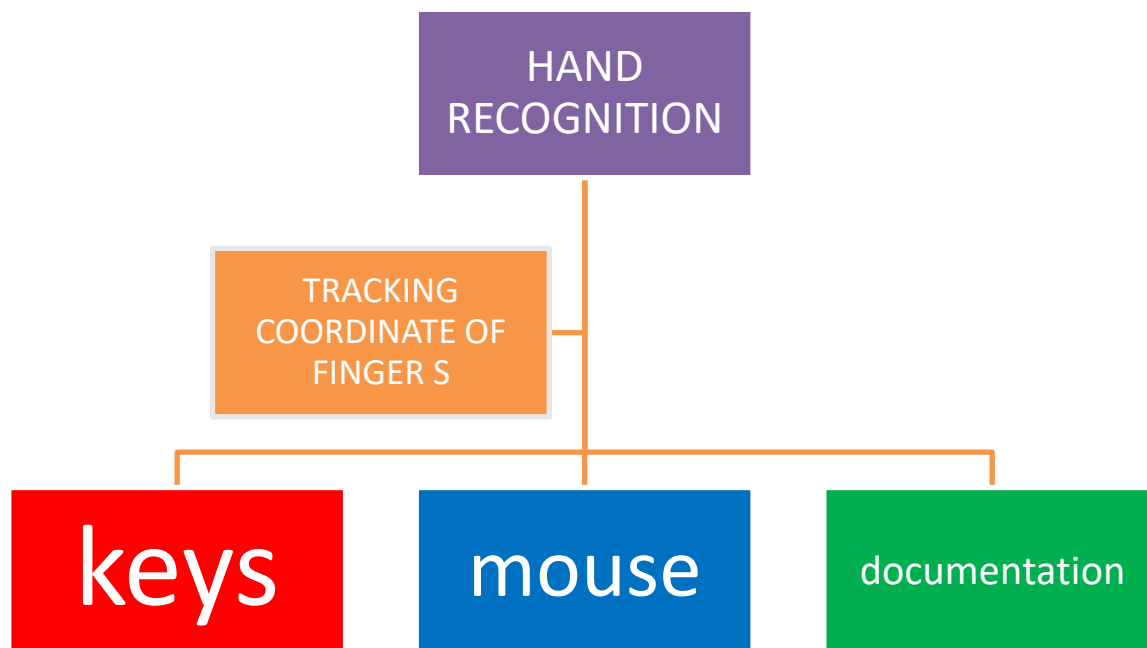 HAND
RECOGNITION
TRACKING
COORDINATE OF
FINGER S
keys
mouse
documentation